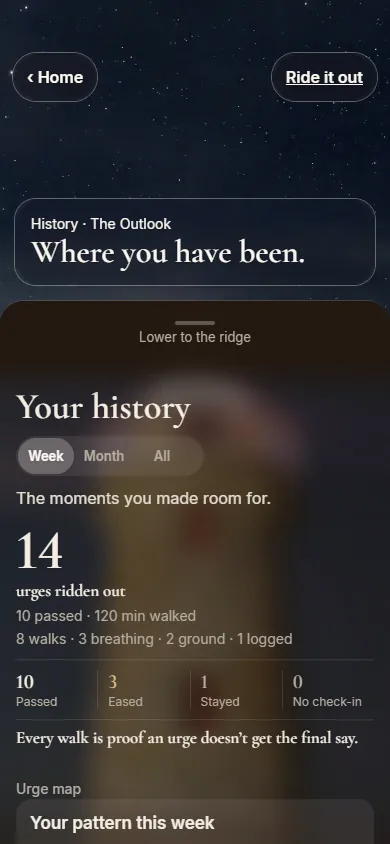 ‹ Home
Ride it out
History · The Outlook
Where you have been.
Lower to the ridge
Your history
Week Month All
The moments you made room for.
14
urges ridden out
10 passed · 120 min walked
8 walks · 3 breathing · 2 ground · 1 logged
10 3 1 0
Passed Eased Stayed No check-in
Every walk is proof an urge doesn’t get the final say.
Urge map
Your pattern this week